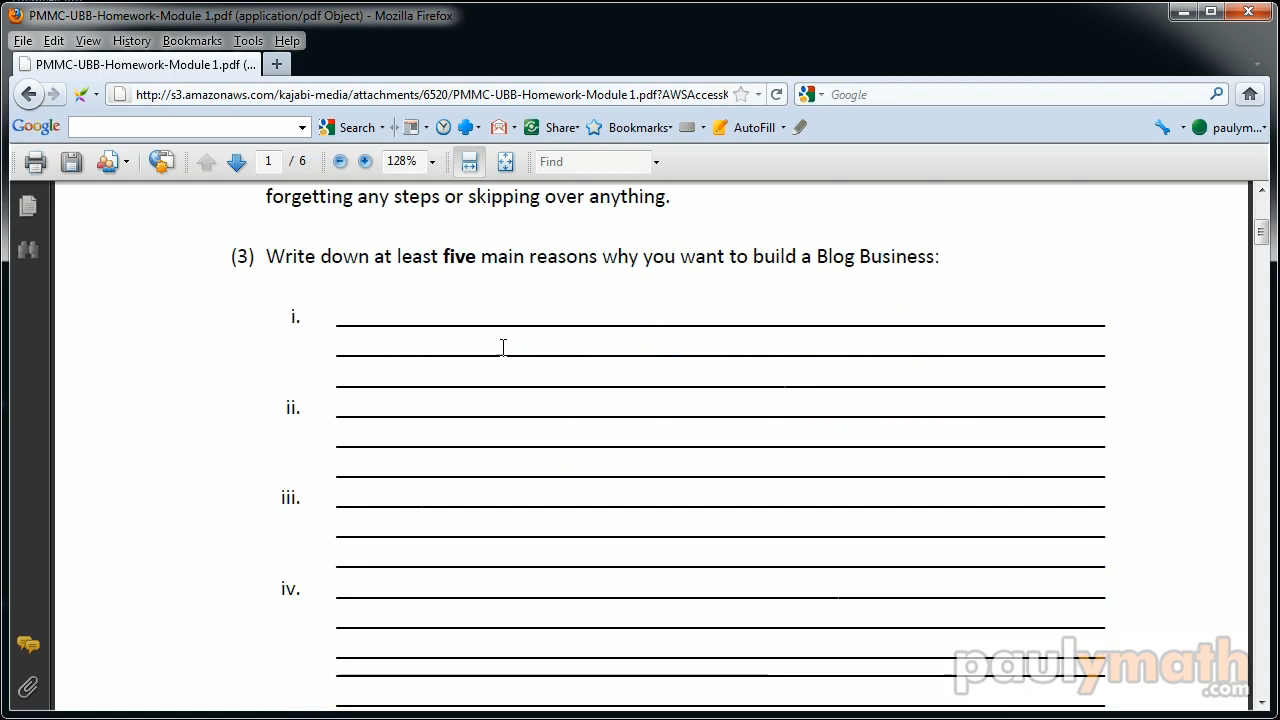 PMMC-UBB-Homework-Module 1.pdf (application/pdf Object) - Mozilla Firefox
File Edit View History Bookmarks Tools Help
PMMC-UBB-Homework-Module 1.pdf (...
http://s3.amazonaws.com/kajabi-media/attachments/6520/PMMC-UBB-Homework-Module 1.pdf?AWSAccessK
Google
Google Search Share Bookmarks AutoFill paulym...
1 / 6 128% Find
forgetting any steps or skipping over anything.
(3) Write down at least five main reasons why you want to build a Blog Business:
i.
ii.
iii.
iv.
paulymath
.com